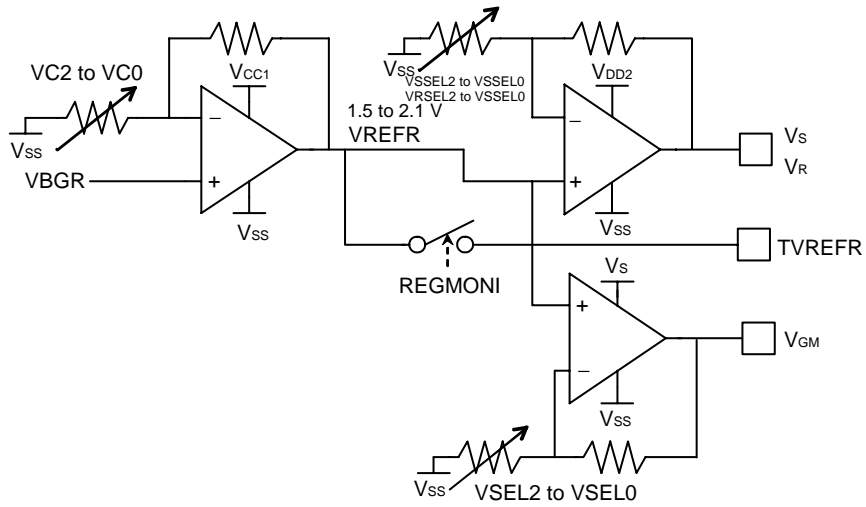 VC2 to VC0
VSS
VBGR
VCC1
−
+
VSS
1.5 to 2.1 V
VREFR
VSS
VSSEL2 to VSSEL0
VRSEL2 to VSSEL0
VDD2
−
+
VSS
VS
VR
REGMONI
TVREFR
VS
+
−
VSS
VGM
VSS
VSEL2 to VSEL0